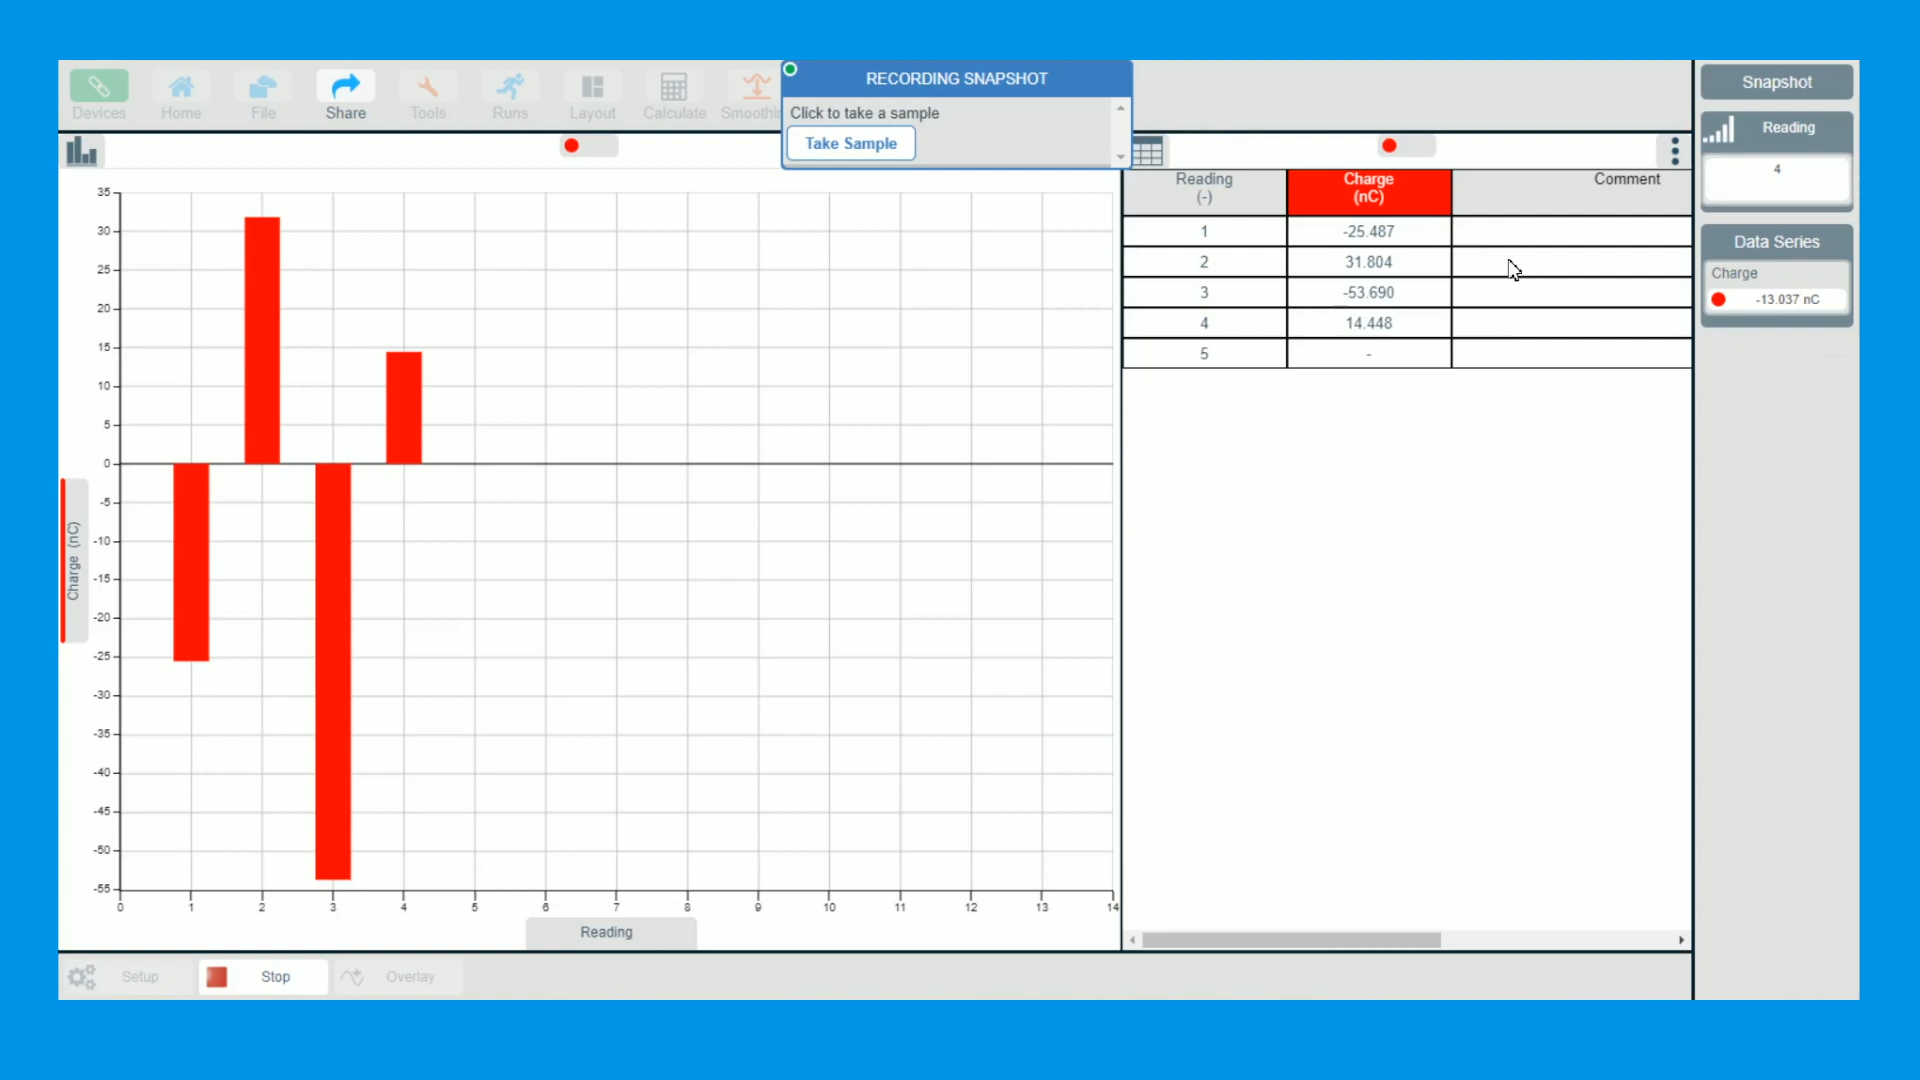 Devices
Home
File
Share
Tools
Runs
Layout
Calculate
Smoothi
RECORDING SNAPSHOT
Click to take a sample
Take Sample
35
30
25
20
15
10
5
0
-5
-10
-15
-20
-25
-30
-35
-40
-45
-50
-55
Charge (nC)
0 1 2 3 4 5 6 7 8 9 10 11 12 13 14
Reading
Reading (-) Charge (nC) Comment
1 -25.487
2 31.804
3 -53.690
4 14.448
5 -
Snapshot
Reading
4
Data Series
Charge
-13.037 nC
Setup
Stop
Overlay